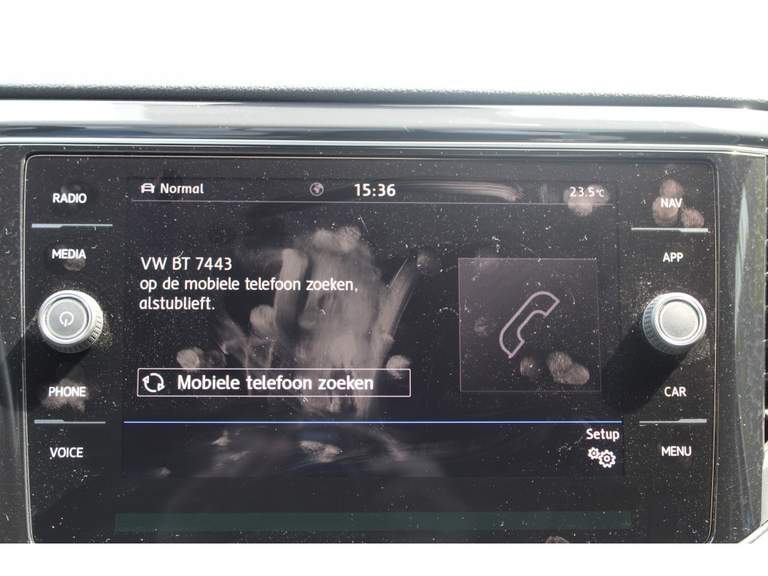 Normal 15:36 23.5°C
RADIO
MEDIA
PHONE
VOICE
VW BT 7443
op de mobiele telefoon zoeken,
alstublieft.
Mobiele telefoon zoeken
Setup
NAV
APP
CAR
MENU